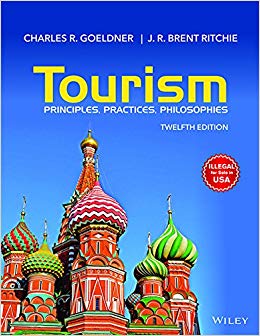 CHARLES R. GOELDNER | J. R. BRENT RITCHIE
Tourism
PRINCIPLES, PRACTICES, PHILOSOPHIES
TWELFTH EDITION
ILLEGAL
for Sale in
USA
WILEY